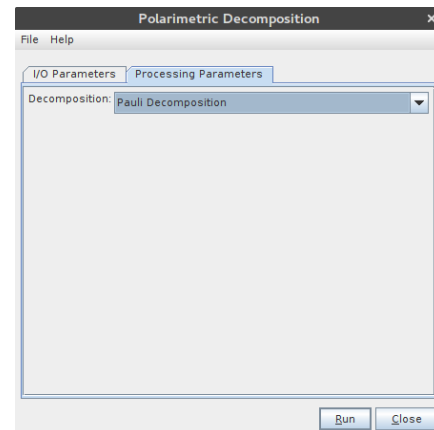 Polarimetric Decomposition ×
File Help
I/O Parameters Processing Parameters
Decomposition: Pauli Decomposition
Run Close